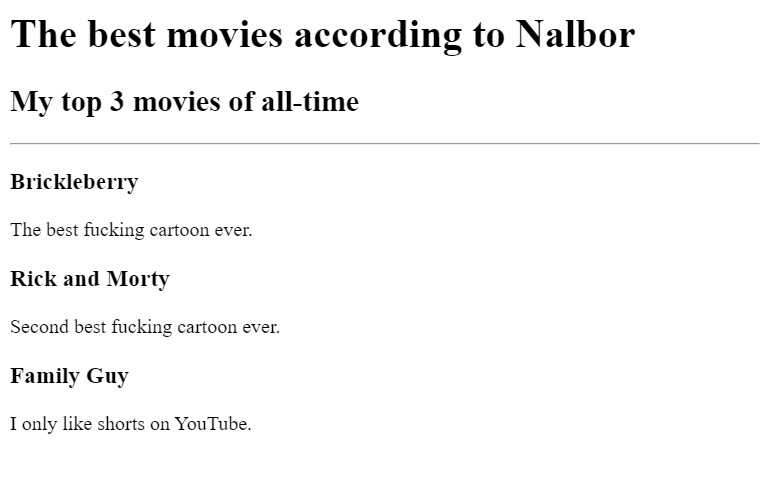 The best movies according to Nalbor
My top 3 movies of all-time
Brickleberry
The best fucking cartoon ever.
Rick and Morty
Second best fucking cartoon ever.
Family Guy
I only like shorts on YouTube.